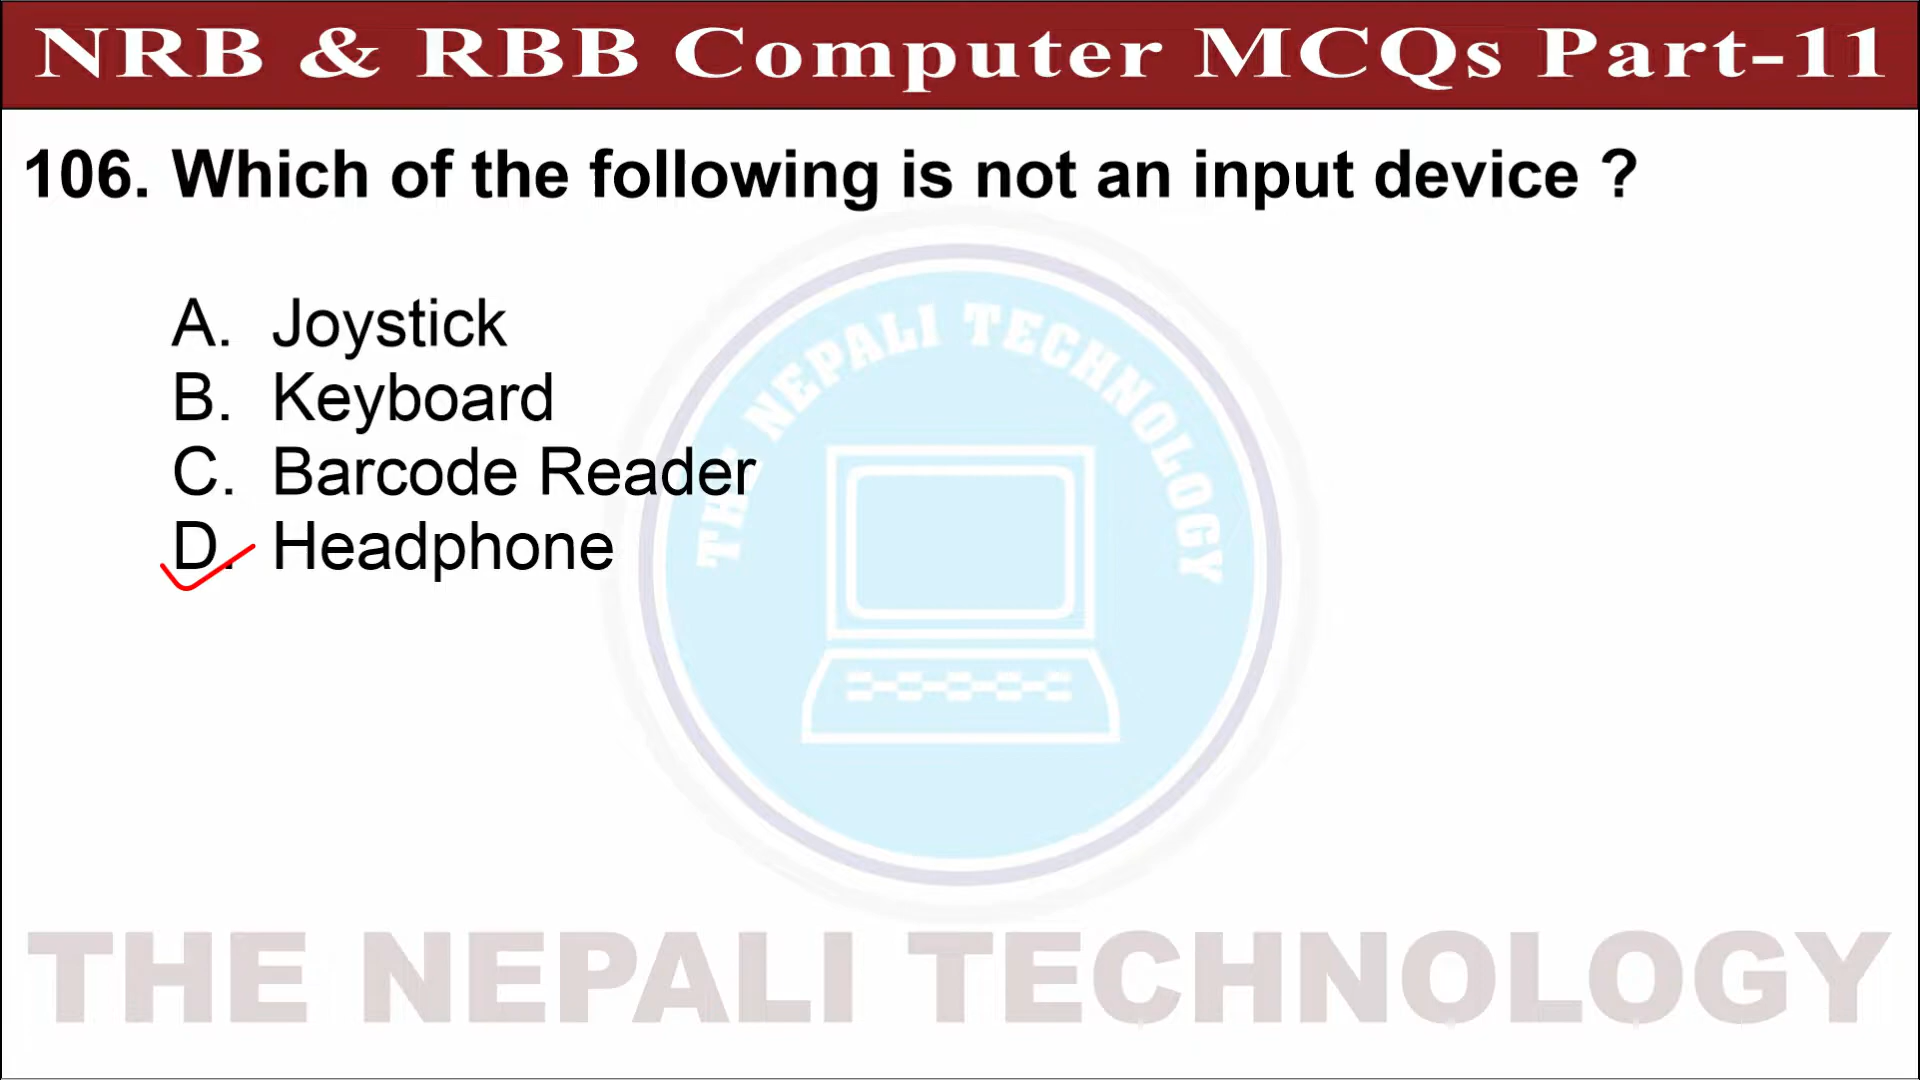 NRB & RBB Computer MCQs Part-11
106. Which of the following is not an input device ?
A. Joystick
B. Keyboard
C. Barcode Reader
D. Headphone
THE NEPALI TECHNOLOGY
THE NEPALI TECHNOLOGY